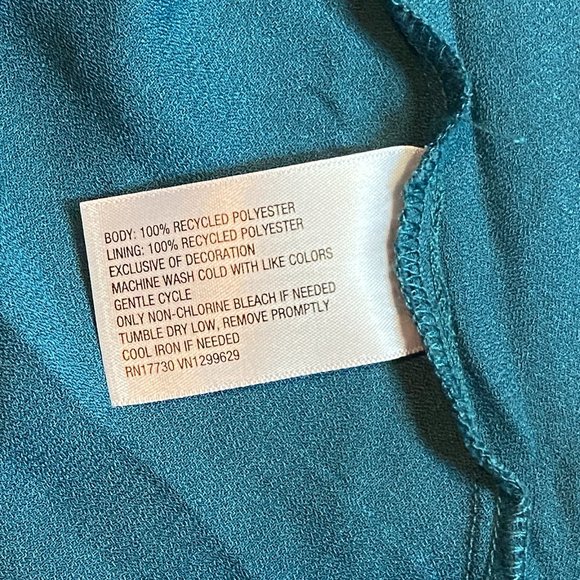 BODY: 100% RECYCLED POLYESTER
LINING: 100% RECYCLED POLYESTER
EXCLUSIVE OF DECORATION
MACHINE WASH COLD WITH LIKE COLORS
GENTLE CYCLE
ONLY NON-CHLORINE BLEACH IF NEEDED
TUMBLE DRY LOW, REMOVE PROMPTLY
COOL IRON IF NEEDED
RN17730 VN1299629